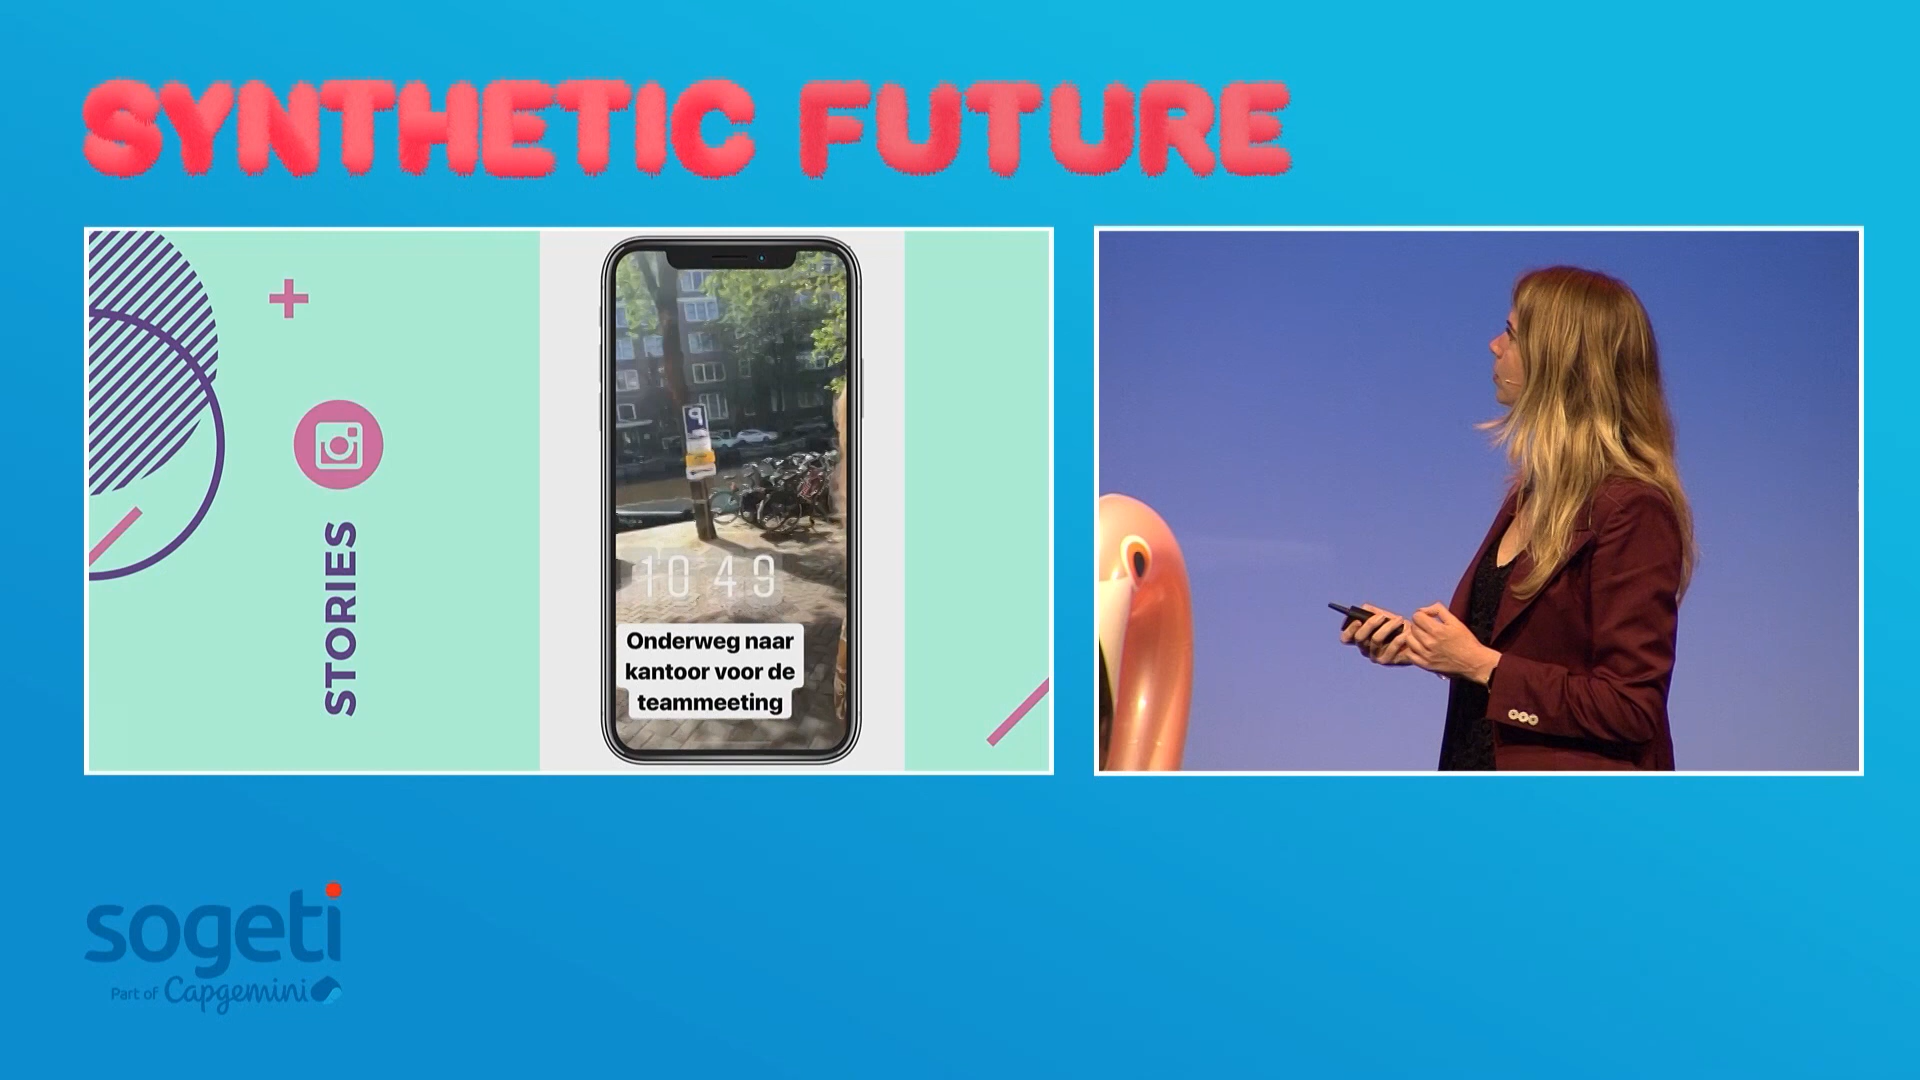 SYNTHETIC FUTURE
STORIES
P
10 49
Onderweg naar
kantoor voor de
teammeeting
sogeti
Part of Capgemini